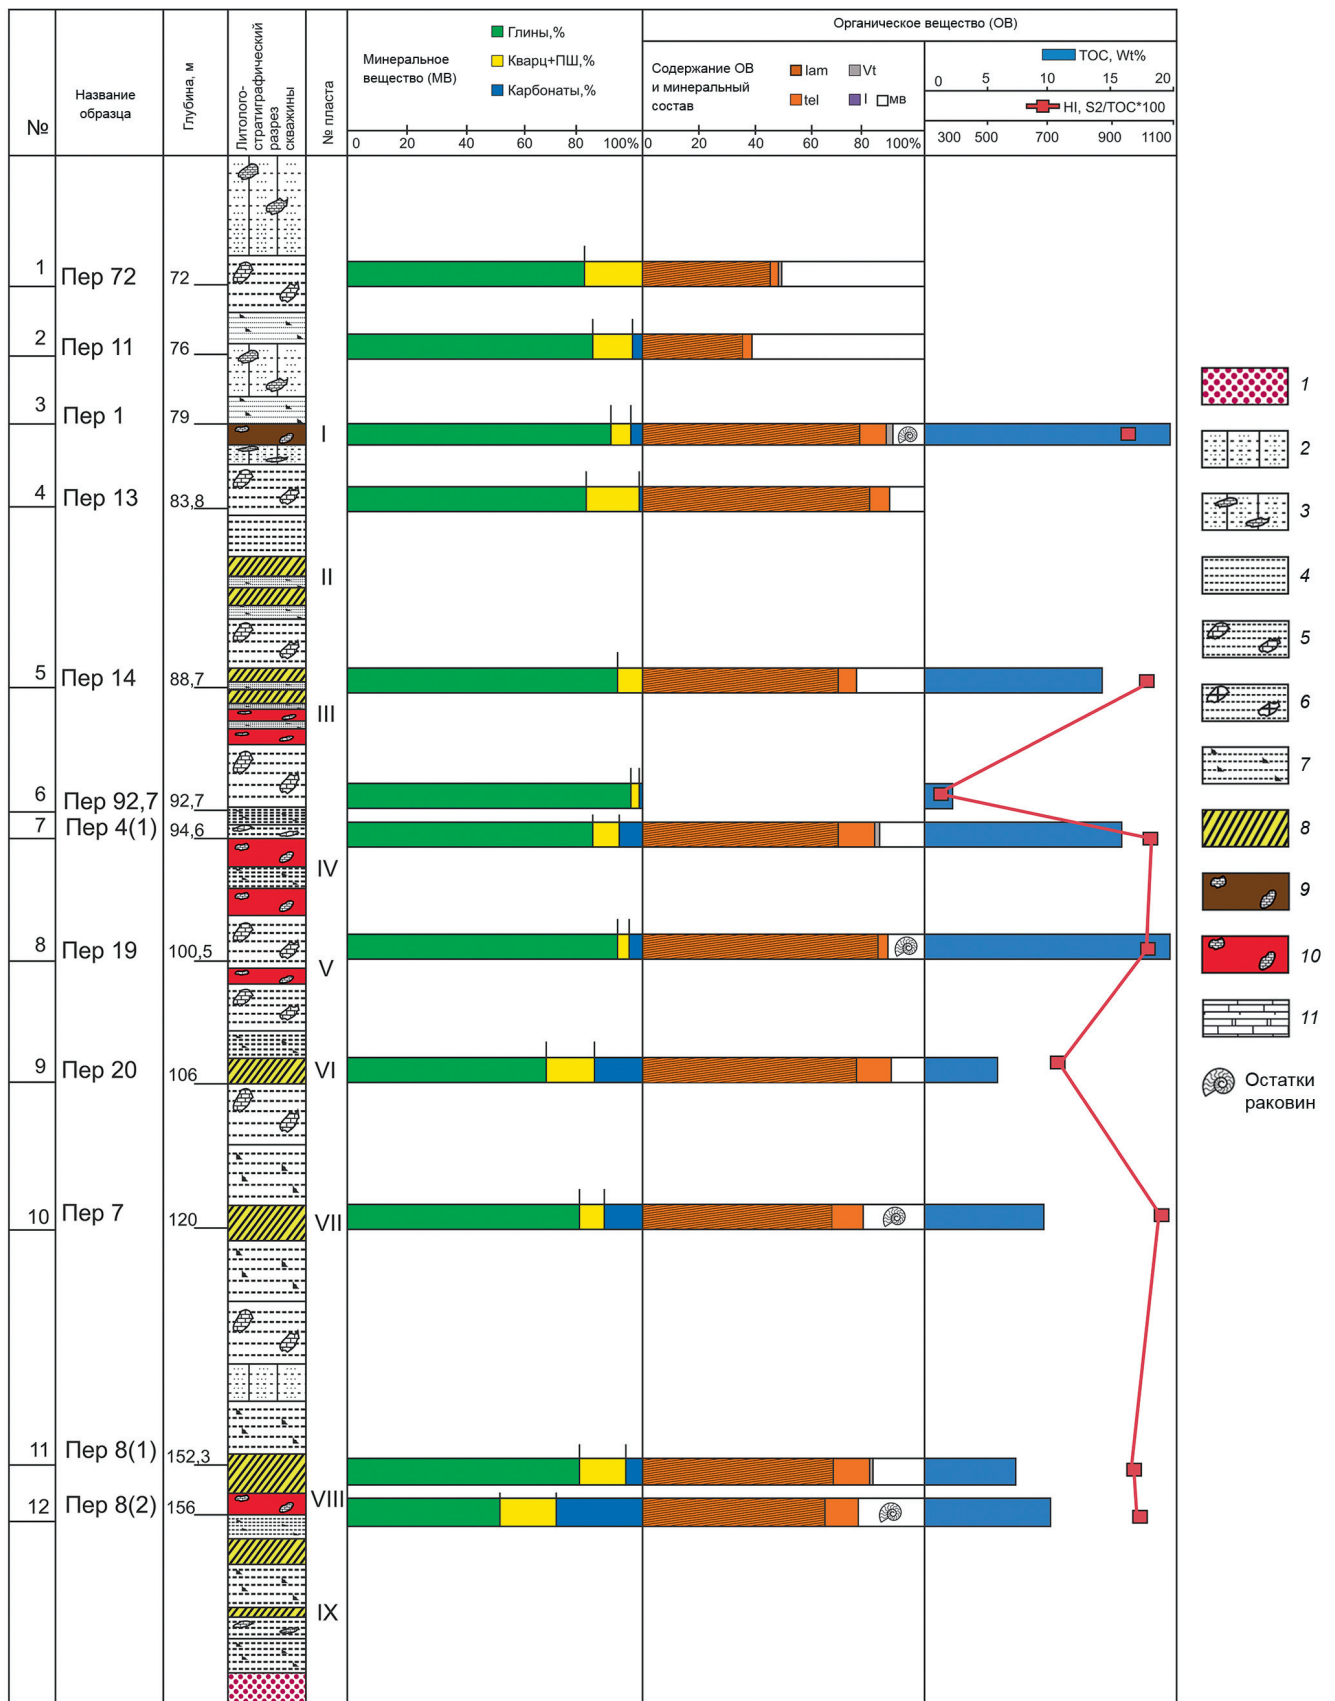 №
Название
образца
Глубина, м
Литолого-
стратиграфический
разрез
скважины
№ пласта
Минеральное
вещество (МВ)
Глины,%
Кварц+ПШ,%
Карбонаты,%
0 20 40 60 80 100%
Органическое вещество (ОВ)
Содержание ОВ
и минеральный
состав
lam
Vt
tel
I
МВ
0 20 40 60 80 100%
TOC, Wt%
0 5 10 15 20
HI, S2/TOC*100
300 500 700 900 1100
1 Пер 72 72
2 Пер 11 76
3 Пер 1 79
I
4 Пер 13 83,8
II
5 Пер 14 88,7
III
6 Пер 92,7 92,7
7 Пер 4(1) 94,6
IV
8 Пер 19 100,5
V
9 Пер 20 106 VI
10 Пер 7 120 VII
11 Пер 8(1) 152,3
VIII
12 Пер 8(2) 156
IX
1
2
3
4
5
6
7
8
9
10
11
Остатки
раковин